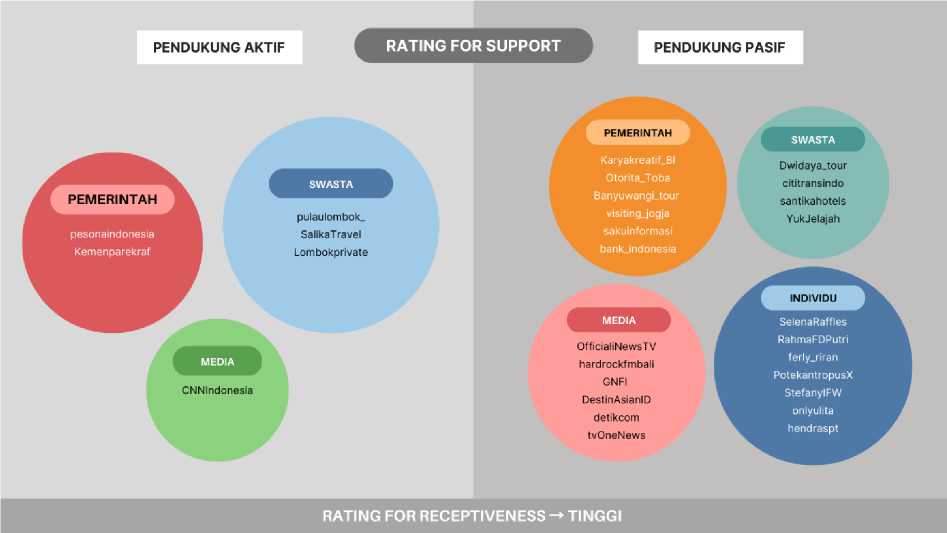 PENDUKUNG AKTIF
RATING FOR SUPPORT
PENDUKUNG PASIF
PEMERINTAH
pesonaindonesia
Kemenparekraf
SWASTA
pulaulombok_
SalikaTravel
Lombokprivate
MEDIA
CNNIndonesia
PEMERINTAH
Karyakreatif_BI
Otorita_Toba
Banyuwangi_tour
visiting_jogja
sakuinformasi
bank_indonesia
SWASTA
Dwidaya_tour
cititransindo
santikahotels
YukJelajah
MEDIA
OfficialiNewsTV
hardrockfmbali
GNFI
DestinAsianID
detikcom
tvOneNews
INDIVIDU
SelenaRaffles
RahmaFDPutri
ferly_riran
PotekantropusX
StefanyIFW
onlyulita
hendraspt
RATING FOR RECEPTIVENESS → TINGGI